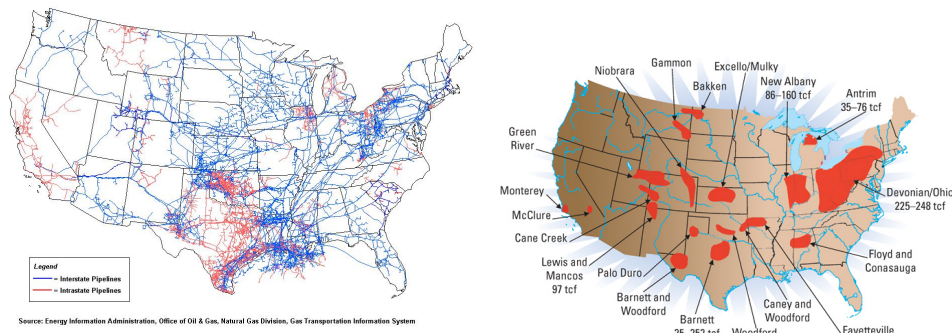 Legend
= Interstate Pipelines
= Intrastate Pipelines
Source: Energy Information Administration, Office of Oil & Gas, Natural Gas Division, Gas Transportation Information System
Gammon
Excello/Mulky
Niobrara
Bakken
New Albany
86–160 tcf
Antrim
35–76 tcf
Green
River
Monterey
McClure
Cane Creek
Devonian/Ohio
225–248 tcf
Lewis and
Mancos
97 tcf
Palo Duro
Floyd and
Conasauga
Barnett and
Woodford
Caney and
Woodford
Barnett
25–252 tcf
Woodford
Fayetteville